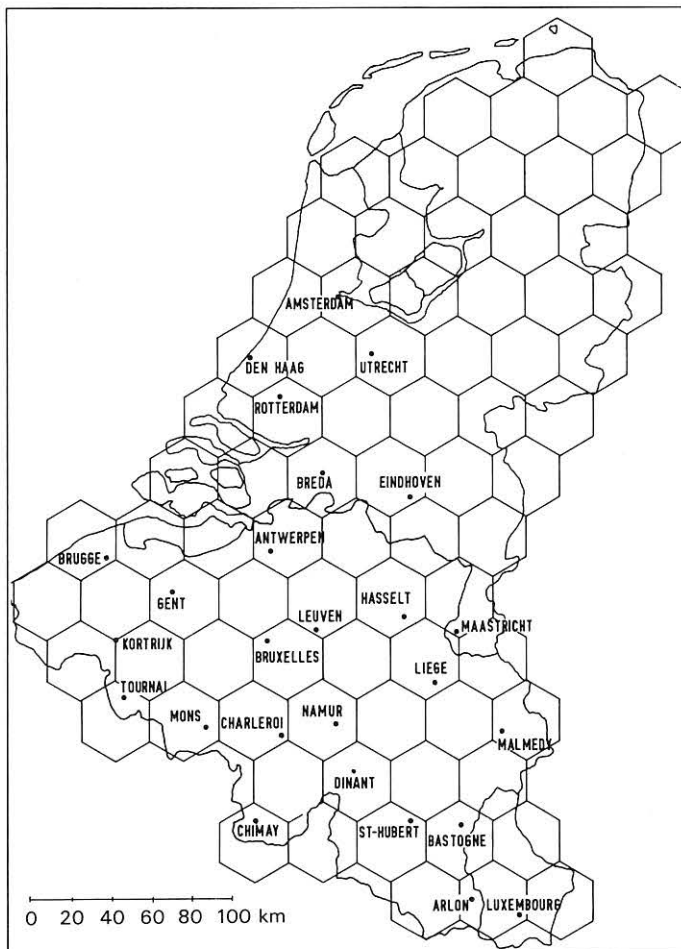 AMSTERDAM
DEN HAAG
UTRECHT
ROTTERDAM
BREDA
EINDHOVEN
ANTWERPEN
BRUGGE
GENT
HASSELT
LEUVEN
MAASTRICHT
KORTRIJK
BRUXELLES
LIEGE
TOURNAI
MONS
CHARLEROI
NAMUR
MALMEDY
DINANT
CHIMAY
ST-HUBERT
BASTOGNE
ARLON
LUXEMBOURG
0 20 40 60 80 100 km